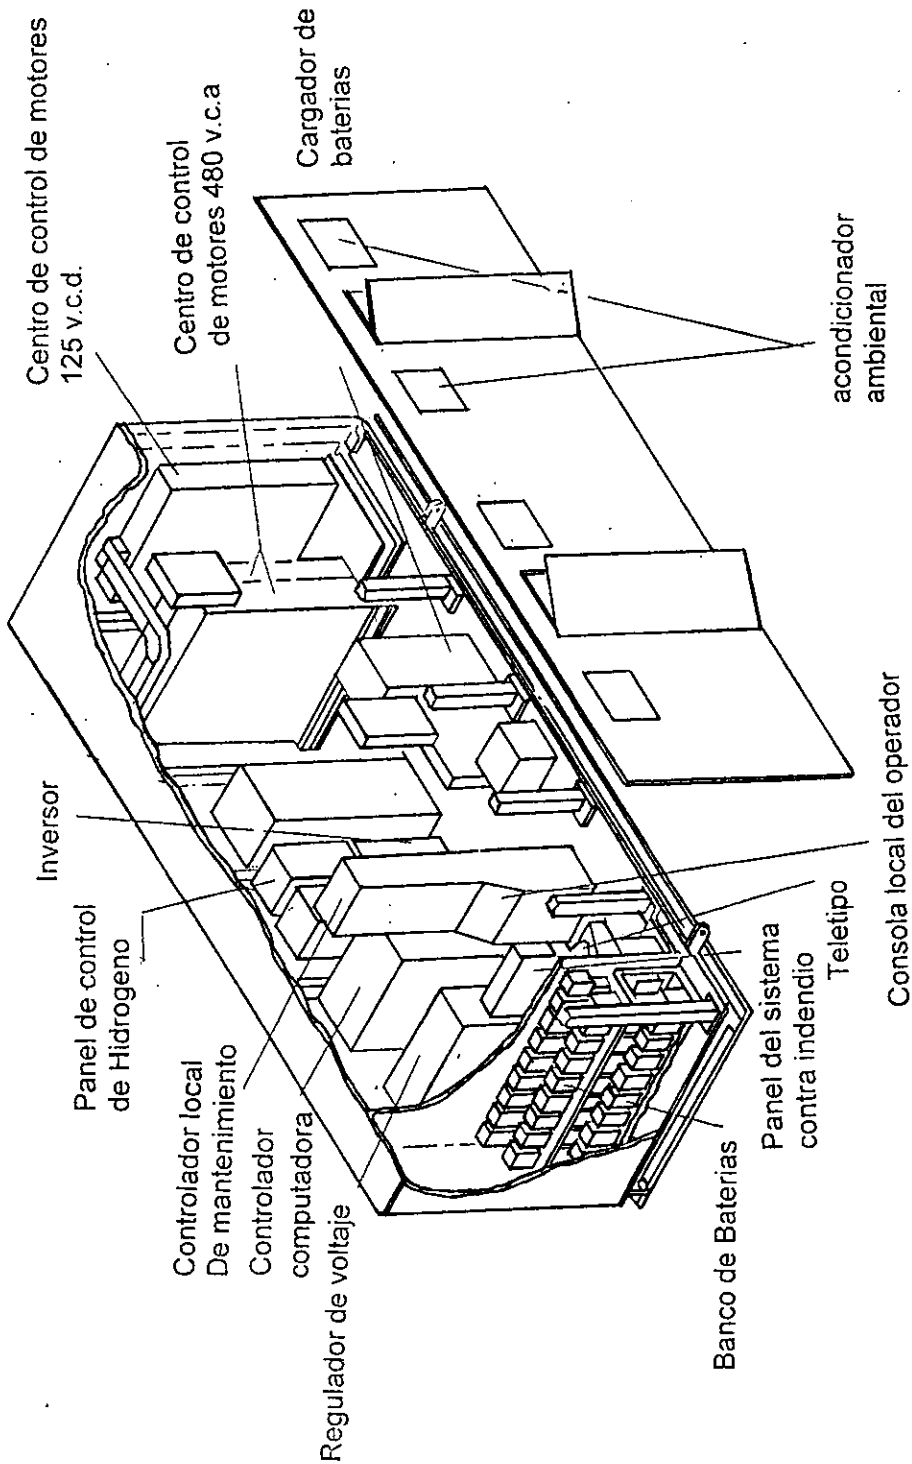 Centro de control de motores
125 v.c.d.
Centro de control
de motores 480 v.c.a
Cargador de
baterias
Inversor
Panel de control
de Hidrogeno
Controlador local
De mantenimiento
Controlador
computadora
Regulador de voltaje
acondicionador
ambiental
Consola local del operador
Teletipo
Panel del sistema
contra indendio
Banco de Baterias